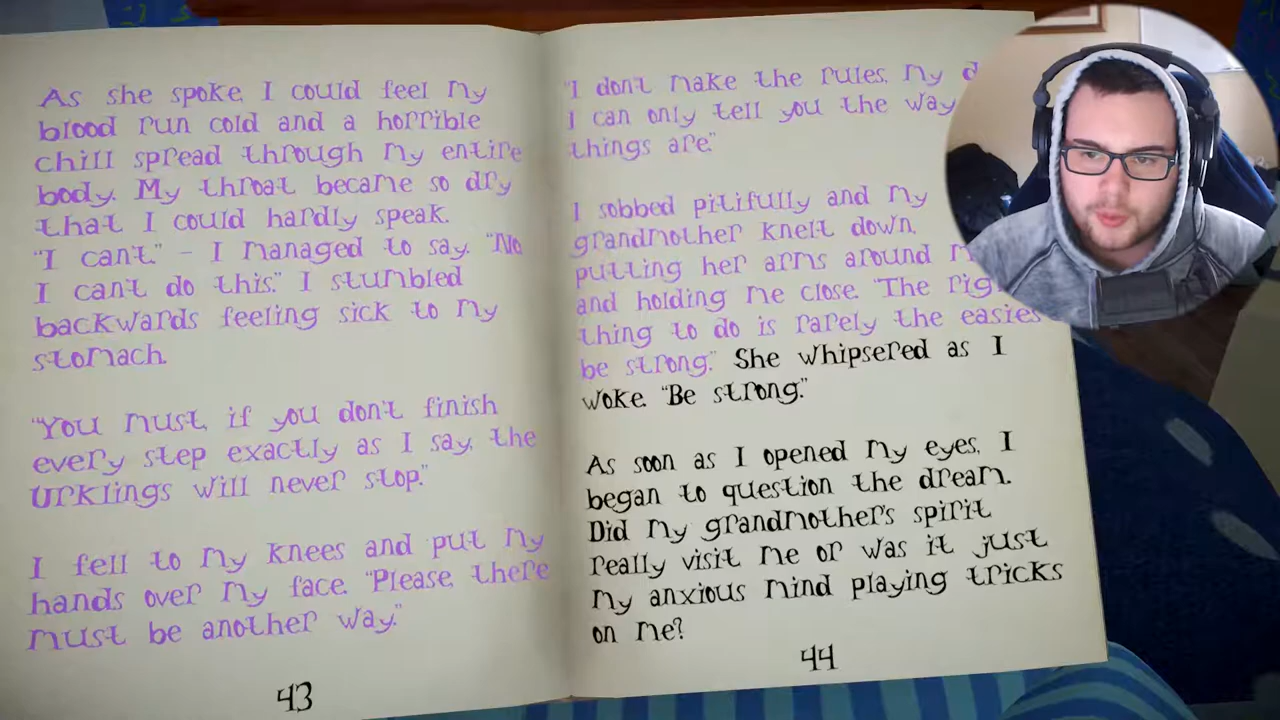 As she spoke, I could feel my
blood run cold and a horrible
chill spread through my entire
body. My throat became so dry
that I could hardly speak.
"I can't" - I managed to say. "No
I can't do this." I stumbled
backwards feeling sick to my
stomach.
"You must, if you don't finish
every step exactly as I say, the
Urklings will never stop."
I fell to my knees and put my
hands over my face. "Please, there
must be another way."
43
"I don't make the rules, my
I can only tell you the way
things are."
I sobbed pitifully and my
grandmother knelt down,
putting her arms around
and holding me close. "The
thing to do is rarely the easies
be strong." She whipsered as I
woke. "Be strong."
As soon as I opened my eyes, I
began to question the dream.
Did my grandmother's spirit
really visit me or was it just
my anxious mind playing tricks
on me?
44